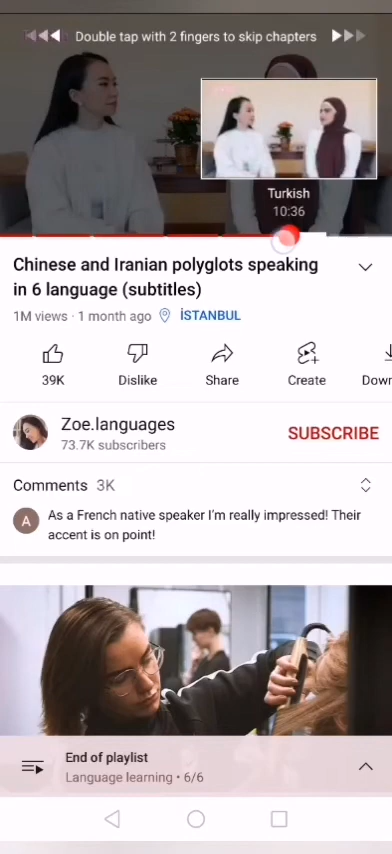 Double tap with 2 fingers to skip chapters
Turkish
10:36
Chinese and Iranian polyglots speaking
in 6 language (subtitles)
1M views · 1 month ago İSTANBUL
39K Dislike Share Create Down
Zoe.languages
73.7K subscribers
SUBSCRIBE
Comments 3K
A
As a French native speaker I'm really impressed! Their
accent is on point!
End of playlist
Language learning • 6/6